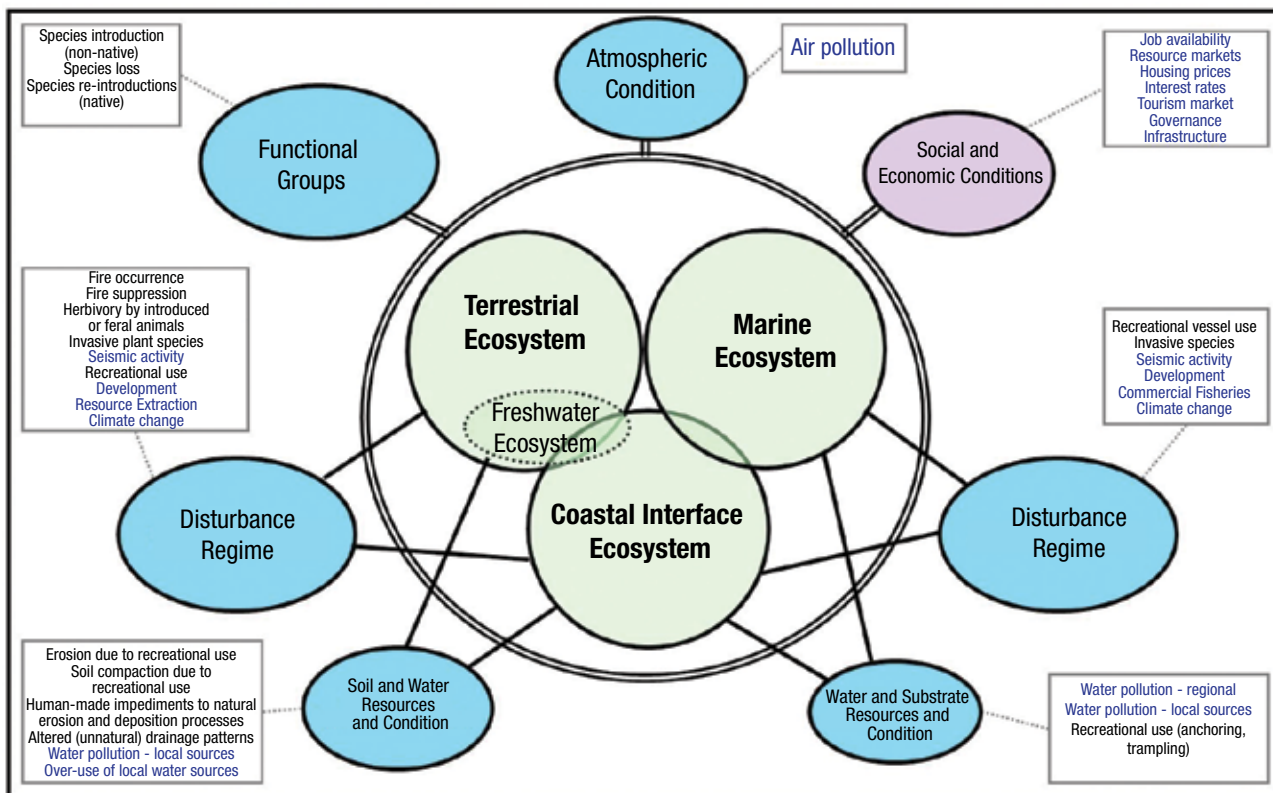 Species introduction
(non-native)
Species loss
Species re-introductions
(native)
Atmospheric
Condition
Air pollution
Job availability
Resource markets
Housing prices
Interest rates
Tourism market
Governance
Infrastructure
Functional
Groups
Social and
Economic Conditions
Fire occurrence
Fire suppression
Herbivory by introduced
or feral animals
Invasive plant species
Seismic activity
Recreational use
Development
Resource Extraction
Climate change
Terrestrial
Ecosystem
Marine
Ecosystem
Recreational vessel use
Invasive species
Seismic activity
Development
Commercial Fisheries
Climate change
Freshwater
Ecosystem
Disturbance
Regime
Coastal Interface
Ecosystem
Disturbance
Regime
Erosion due to recreational use
Soil compaction due to
recreational use
Human-made impediments to natural
erosion and deposition processes
Altered (unnatural) drainage patterns
Water pollution - local sources
Over-use of local water sources
Soil and Water
Resources
and Condition
Water and Substrate
Resources and
Condition
Water pollution - regional
Water pollution - local sources
Recreational use (anchoring,
trampling)